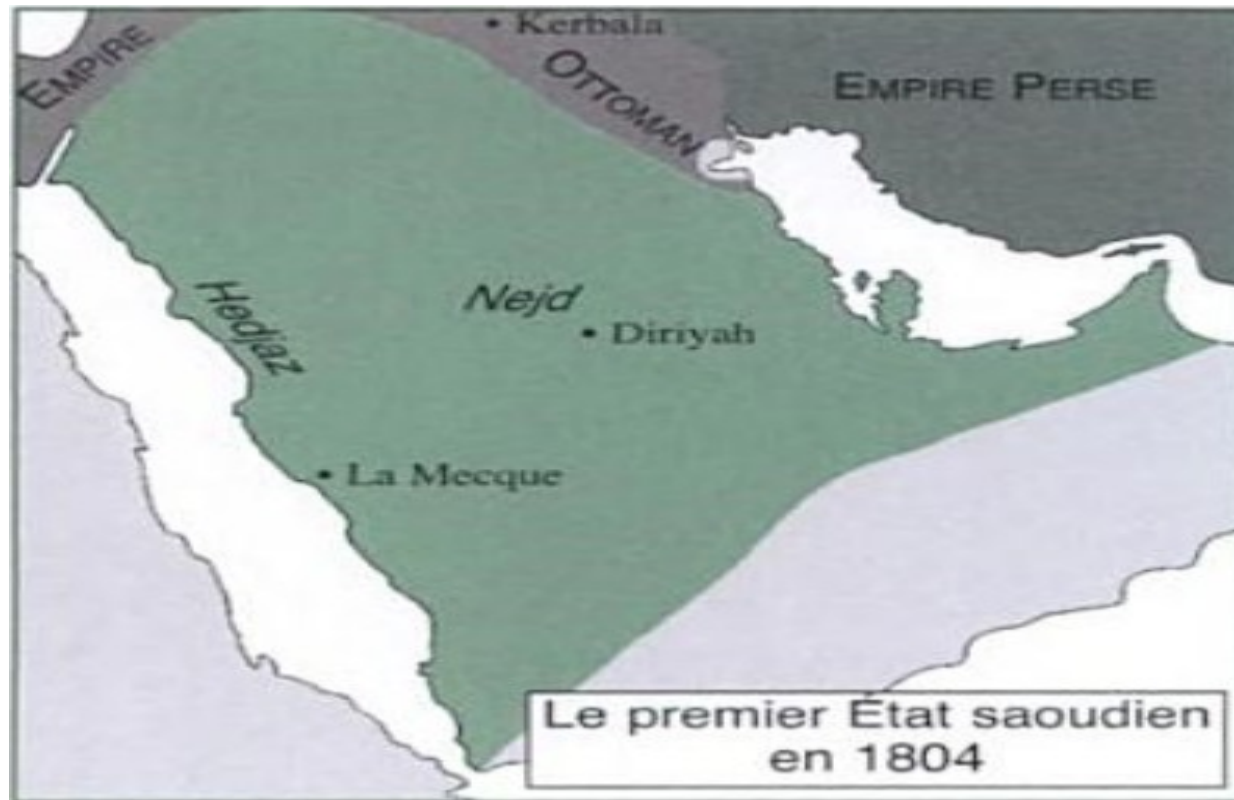 Kerbala
EMPIRE
OTTOMAN
EMPIRE PERSE
Hedjaz
Nejd
Diriyah
La Mecque
Le premier État saoudien
en 1804